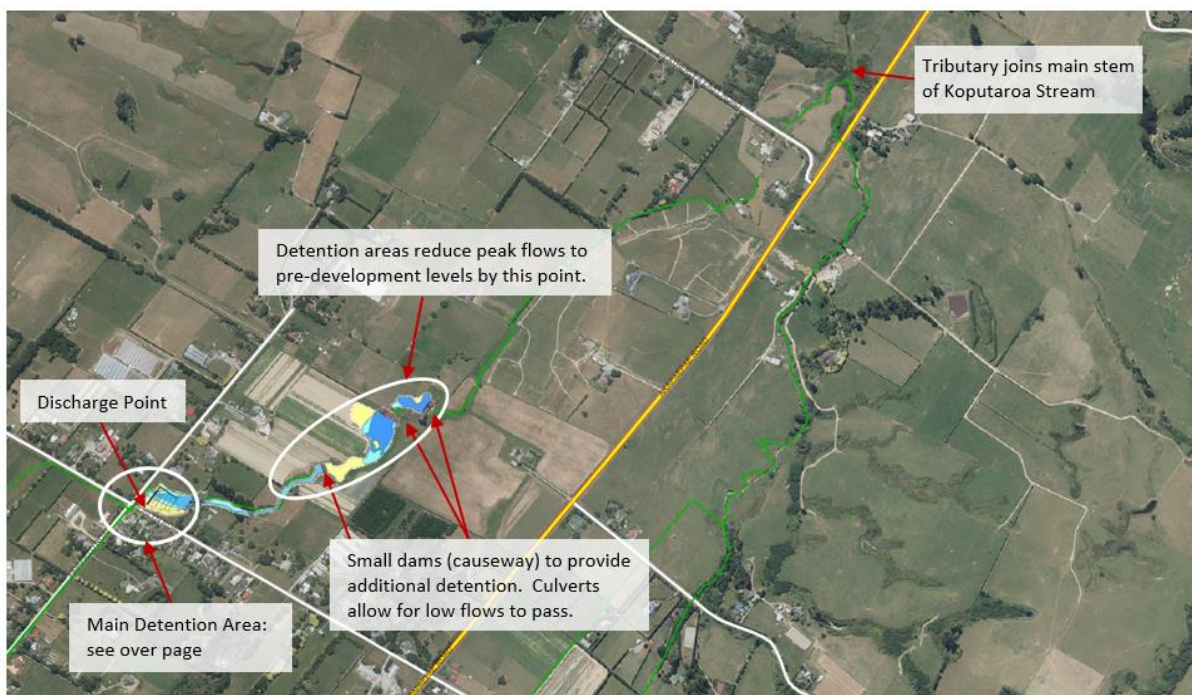 Tributary joins main stem
of Koputaroa Stream
Detention areas reduce peak flows to
pre-development levels by this point.
Discharge Point
Small dams (causeway) to provide
additional detention.  Culverts
allow for low flows to pass.
Main Detention Area:
see over page